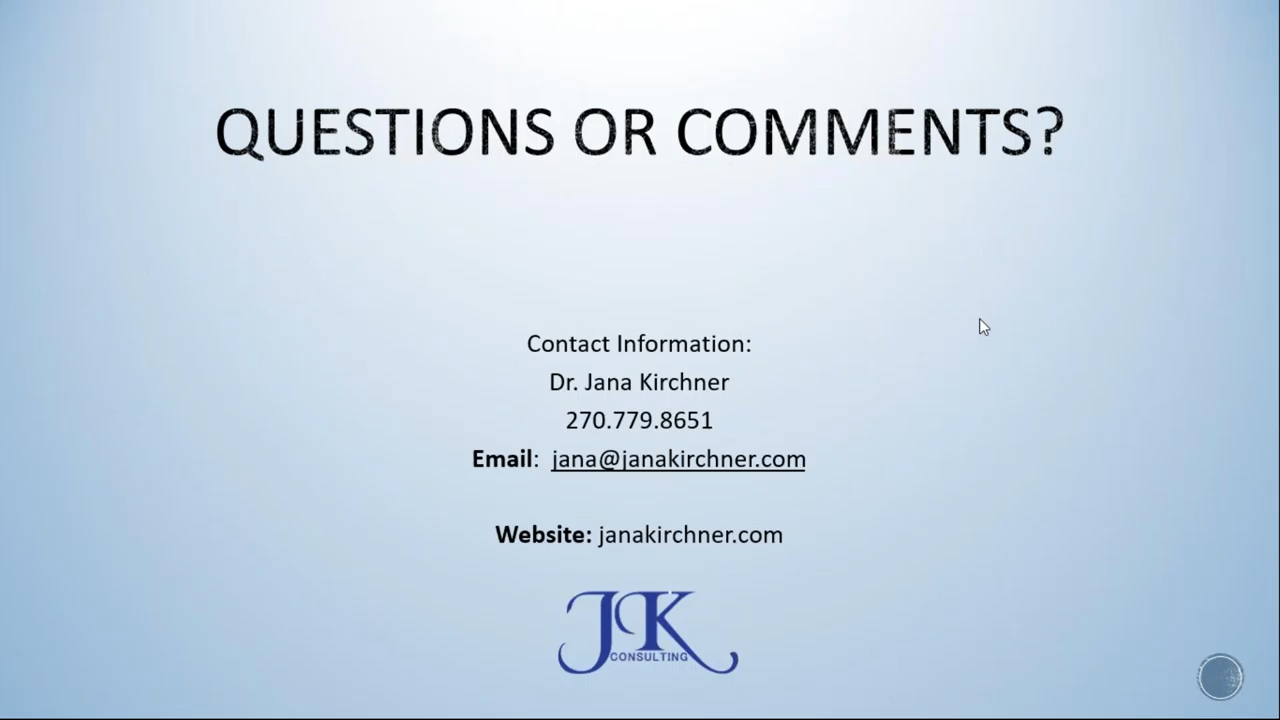 QUESTIONS OR COMMENTS?
Contact Information:
Dr. Jana Kirchner
270.779.8651
Email:  jana@janakirchner.com
Website: janakirchner.com
JK
CONSULTING